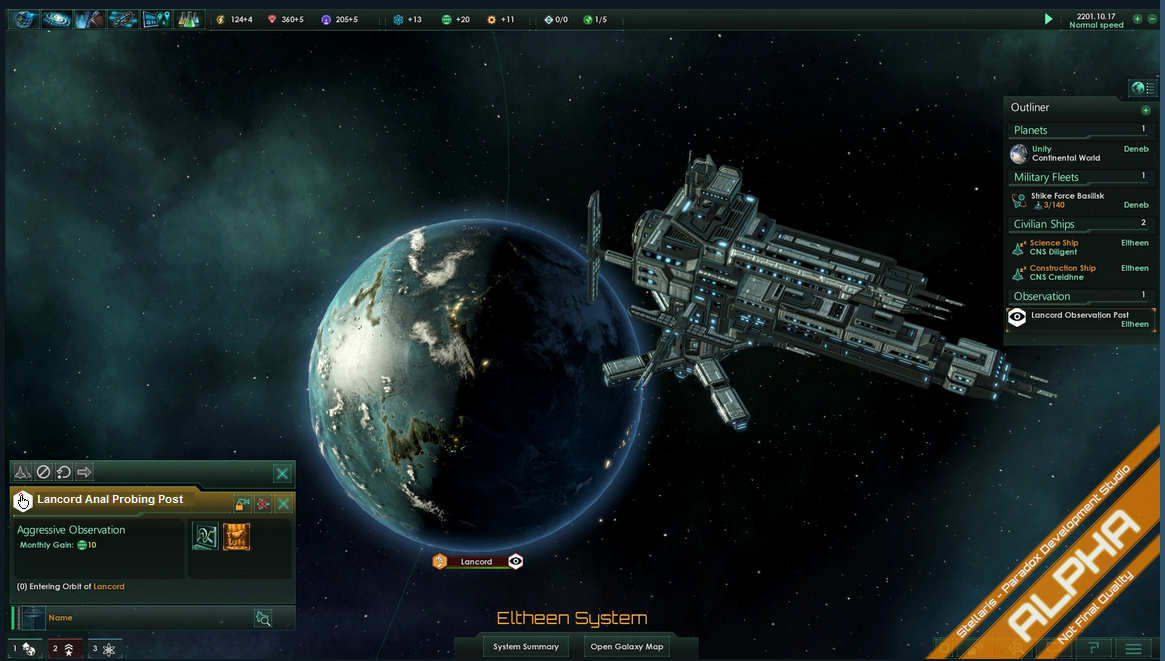 124+4
360+5
205+5
+13
+20
+11
0/0
1/5
2201.10.17
Normal speed
Outliner
Planets 1
Unity Deneb
Continental World
Military Fleets 1
Strike Force Basilisk
3/140 Deneb
Civilian Ships 2
Science Ship Eltheen
CNS Diligent
Construction Ship Eltheen
CNS Creidhne
Observation 1
Lancord Observation Post
Eltheen
Lancord Anal Probing Post
Aggressive Observation
Monthly Gain: 10
(0) Entering Orbit of Lancord
Name
1 2 3
Lancord
Eltheen System
System Summary
Open Galaxy Map
Stellaris - Paradox Development Studio
ALPHA
Not Final Quality